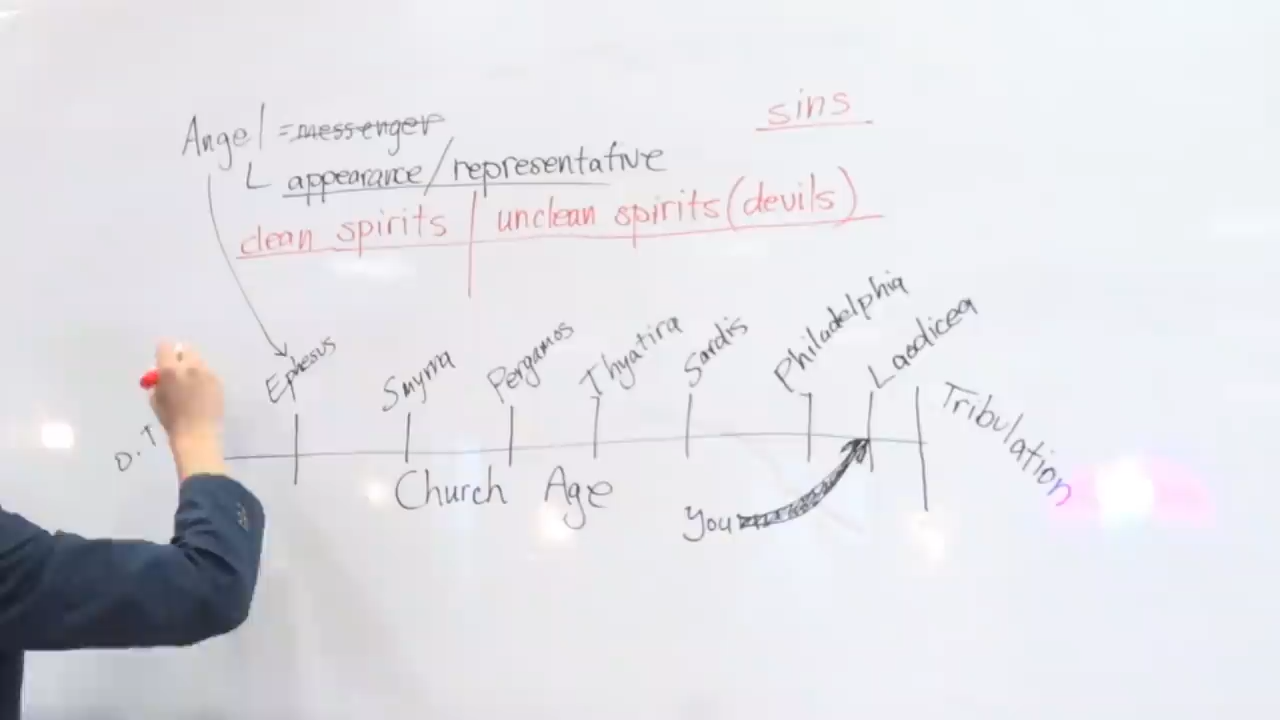 sins
Angel = messenger
L appearance/representative
clean spirits unclean spirits (devils)
Ephesus
Smyrna
Pergamos
Thyatira
Sardis
Philadelphia
Laodicea
Tribulation
O.T
Church Age
You